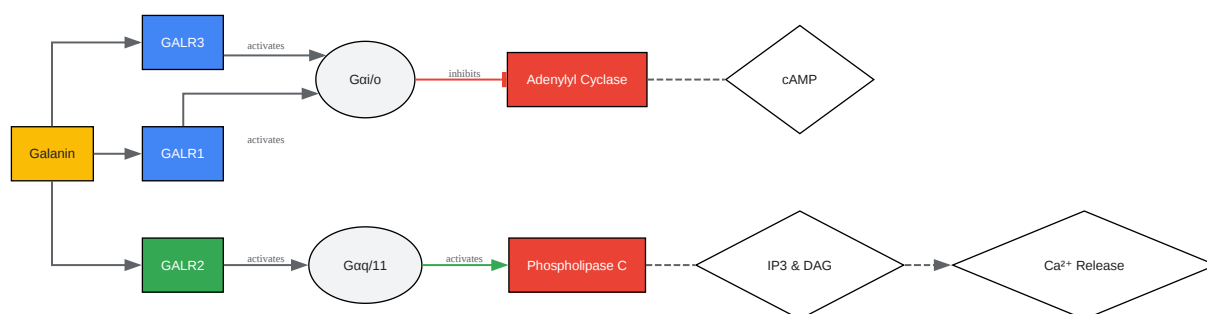 GALR3
activates
Gαi/o
inhibits
Adenylyl Cyclase
cAMP
Galanin
GALR1
activates
GALR2
activates
Gαq/11
activates
Phospholipase C
IP3 & DAG
Ca²⁺ Release